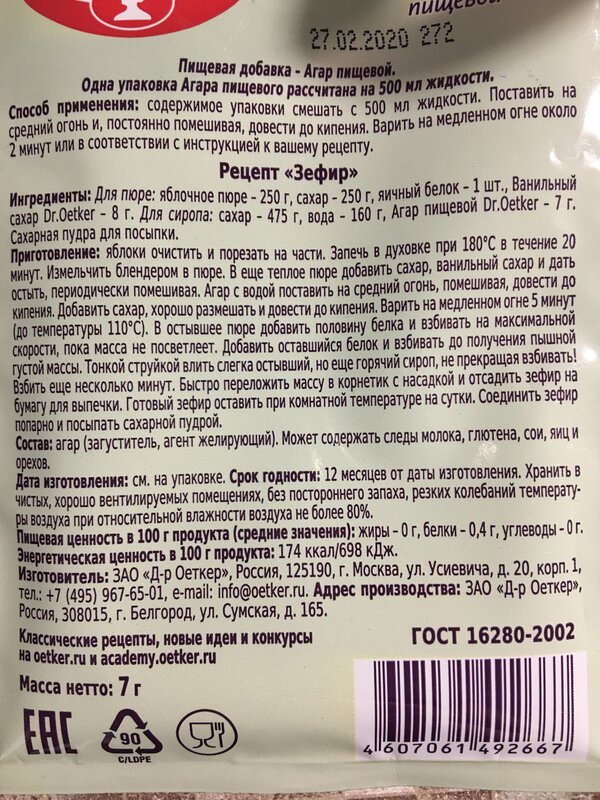 пищевой
27.02.2020 272
Пищевая добавка – Агар пищевой.
Одна упаковка Агара пищевого рассчитана на 500 мл жидкости.
Способ применения: содержимое упаковки смешать с 500 мл жидкости. Поставить на
средний огонь и, постоянно помешивая, довести до кипения. Варить на медленном огне около
2 минут или в соответствии с инструкцией к вашему рецепту.
Рецепт «Зефир»
Ингредиенты: Для пюре: яблочное пюре – 250 г, сахар – 250 г, яичный белок – 1 шт., Ванильный
сахар Dr.Oetker – 8 г. Для сиропа: сахар – 475 г, вода – 160 г, Агар пищевой Dr.Oetker – 7 г.
Сахарная пудра для посыпки.
Приготовление: яблоки очистить и порезать на части. Запечь в духовке при 180°С в течение 20
минут. Измельчить блендером в пюре. В еще теплое пюре добавить сахар, ванильный сахар и дать
остыть, периодически помешивая. Агар с водой поставить на средний огонь, помешивая, довести до
кипения. Добавить сахар, хорошо размешать и довести до кипения. Варить на медленном огне 5 минут
(до температуры 110°С). В остывшее пюре добавить половину белка и взбивать на максимальной
скорости, пока масса не посветлеет. Добавить оставшийся белок и взбивать до получения пышной
густой массы. Тонкой струйкой влить слегка остывший, но еще горячий сироп, не прекращая взбивать!
Взбить еще несколько минут. Быстро переложить массу в корнетик с насадкой и отсадить зефир на
бумагу для выпечки. Готовый зефир оставить при комнатной температуре на сутки. Соединить зефир
попарно и посыпать сахарной пудрой.
Состав: агар (загуститель, агент желирующий). Может содержать следы молока, глютена, сои, яиц и
орехов.
Дата изготовления: см. на упаковке. Срок годности: 12 месяцев от даты изготовления. Хранить в
чистых, хорошо вентилируемых помещениях, без постороннего запаха, резких колебаний температу-
ры воздуха при относительной влажности воздуха не более 80%.
Пищевая ценность в 100 г продукта (средние значения): жиры – 0 г, белки – 0,4 г, углеводы – 0 г.
Энергетическая ценность в 100 г продукта: 174 ккал/698 кДж.
Изготовитель: ЗАО «Д-р Оеткер», Россия, 125190, г. Москва, ул. Усиевича, д. 20, корп. 1,
тел.: +7 (495) 967-65-01, e-mail: info@oetker.ru. Адрес производства: ЗАО «Д-р Оеткер»,
Россия, 308015, г. Белгород, ул. Сумская, д. 165.
Классические рецепты, новые идеи и конкурсы
на oetker.ru и academy.oetker.ru
ГОСТ 16280-2002
Масса нетто: 7 г
EAC
90
C/LDPE
4 607061 492667